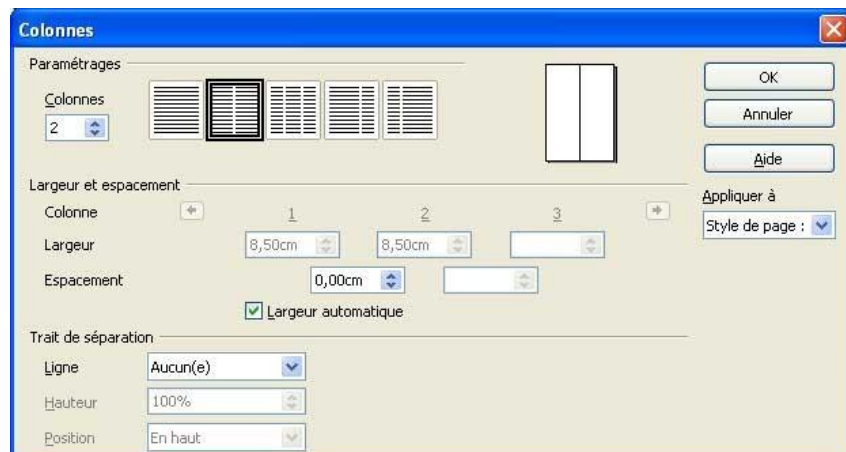 Colonnes
Paramétrages
Colonnes
2
OK
Annuler
Aide
Appliquer à
Style de page :
Largeur et espacement
Colonne 1 2 3
Largeur 8,50cm 8,50cm
Espacement 0,00cm
Largeur automatique
Trait de séparation
Ligne Aucun(e)
Hauteur 100%
Position En haut